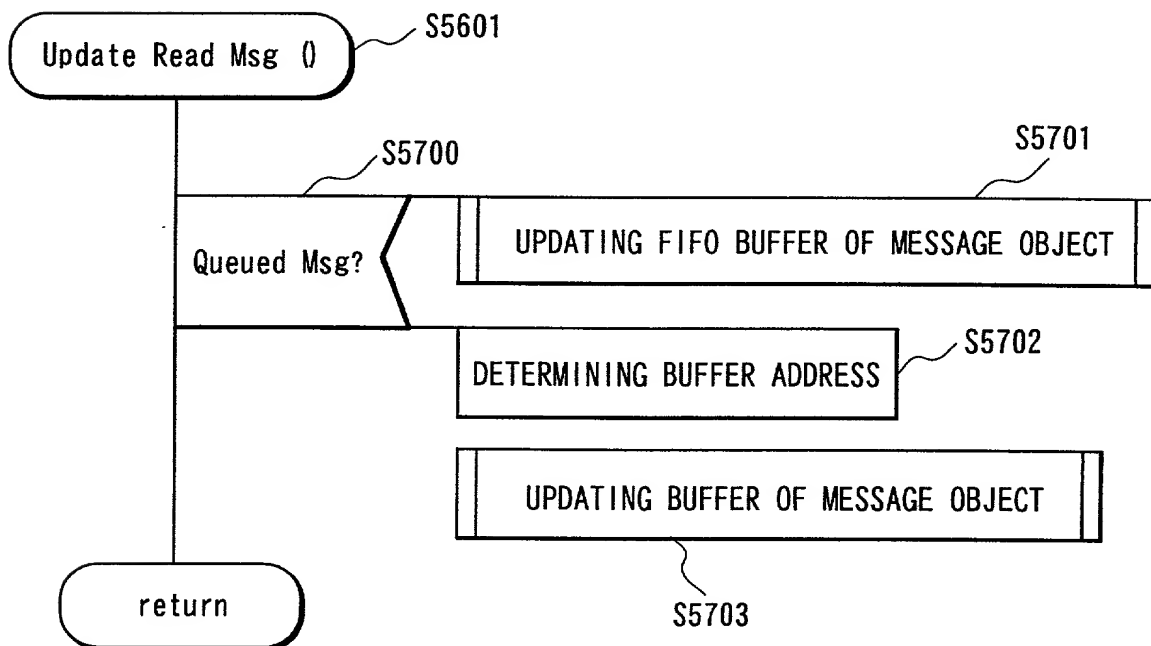 Update Read Msg ()
S5601
S5700
S5701
Queued Msg?
UPDATING FIFO BUFFER OF MESSAGE OBJECT
S5702
DETERMINING BUFFER ADDRESS
UPDATING BUFFER OF MESSAGE OBJECT
S5703
return